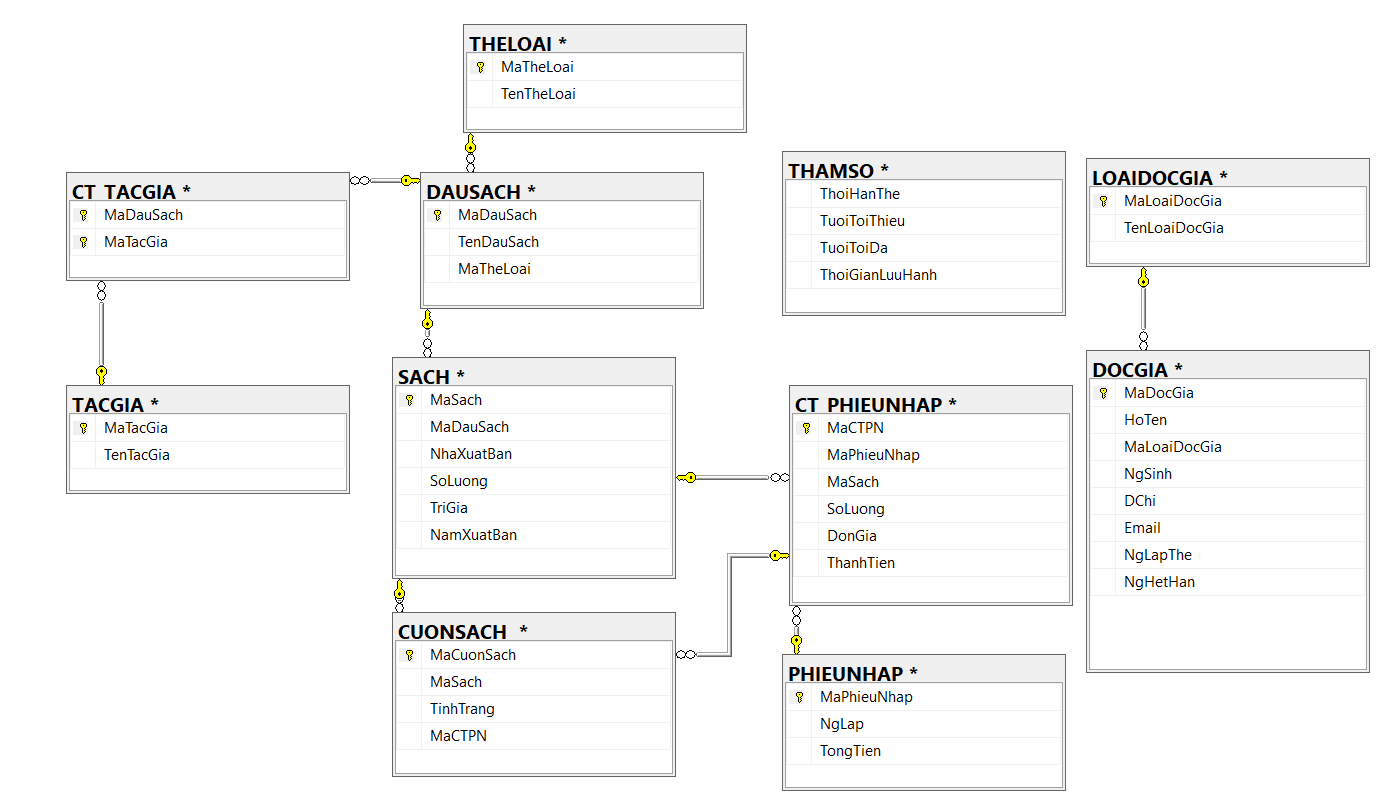 THELOAI *
MaTheLoai
TenTheLoai
CT_TACGIA *
MaDauSach
MaTacGia
DAUSACH *
MaDauSach
TenDauSach
MaTheLoai
THAMSO *
ThoiHanThe
TuoiToiThieu
TuoiToiDa
ThoiGianLuuHanh
LOAIDOCGIA *
MaLoaiDocGia
TenLoaiDocGia
TACGIA *
MaTacGia
TenTacGia
SACH *
MaSach
MaDauSach
NhaXuatBan
SoLuong
TriGia
NamXuatBan
CT_PHIEUNHAP *
MaCTPN
MaPhieuNhap
MaSach
SoLuong
DonGia
ThanhTien
DOCGIA *
MaDocGia
HoTen
MaLoaiDocGia
NgSinh
DChi
Email
NgLapThe
NgHetHan
CUONSACH *
MaCuonSach
MaSach
TinhTrang
MaCTPN
PHIEUNHAP *
MaPhieuNhap
NgLap
TongTien